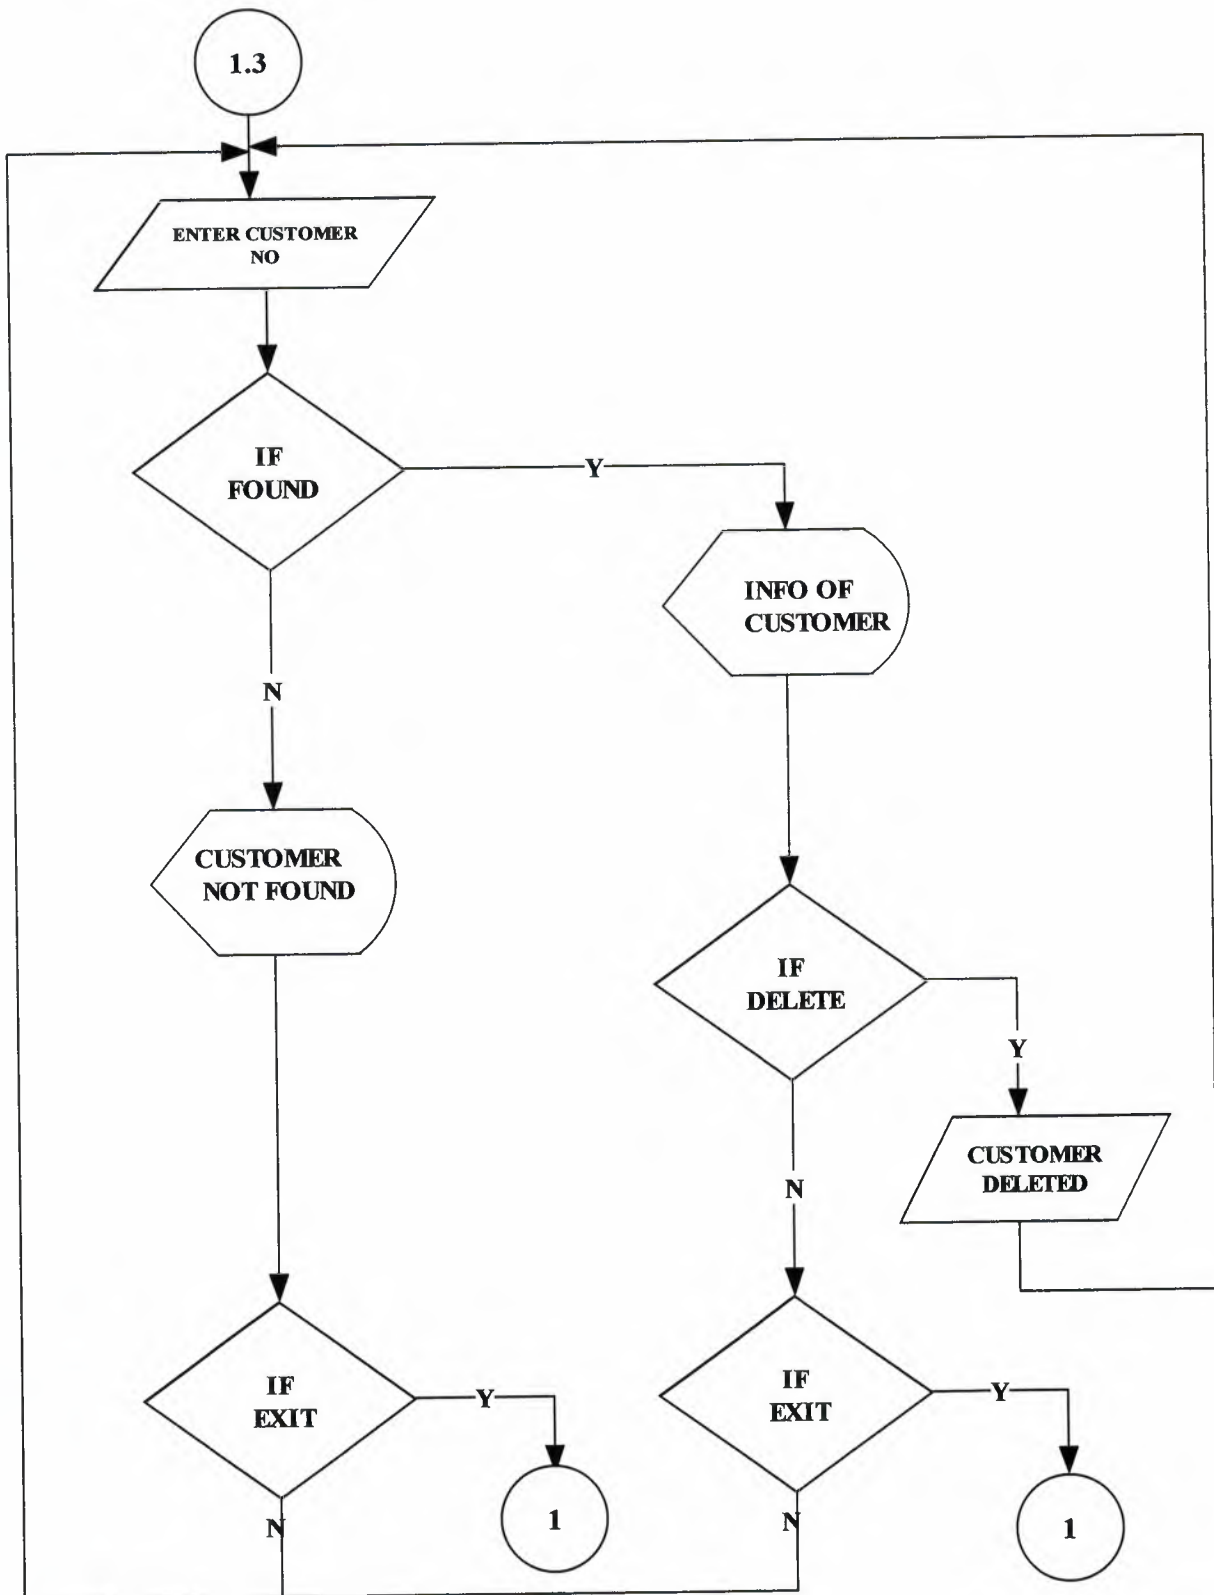 1.3
ENTER CUSTOMER
NO
IF
FOUND
Y
INFO OF
CUSTOMER
N
CUSTOMER
NOT FOUND
IF
DELETE
Y
CUSTOMER
DELETED
N
IF
EXIT
Y
1
N
IF
EXIT
Y
1
N